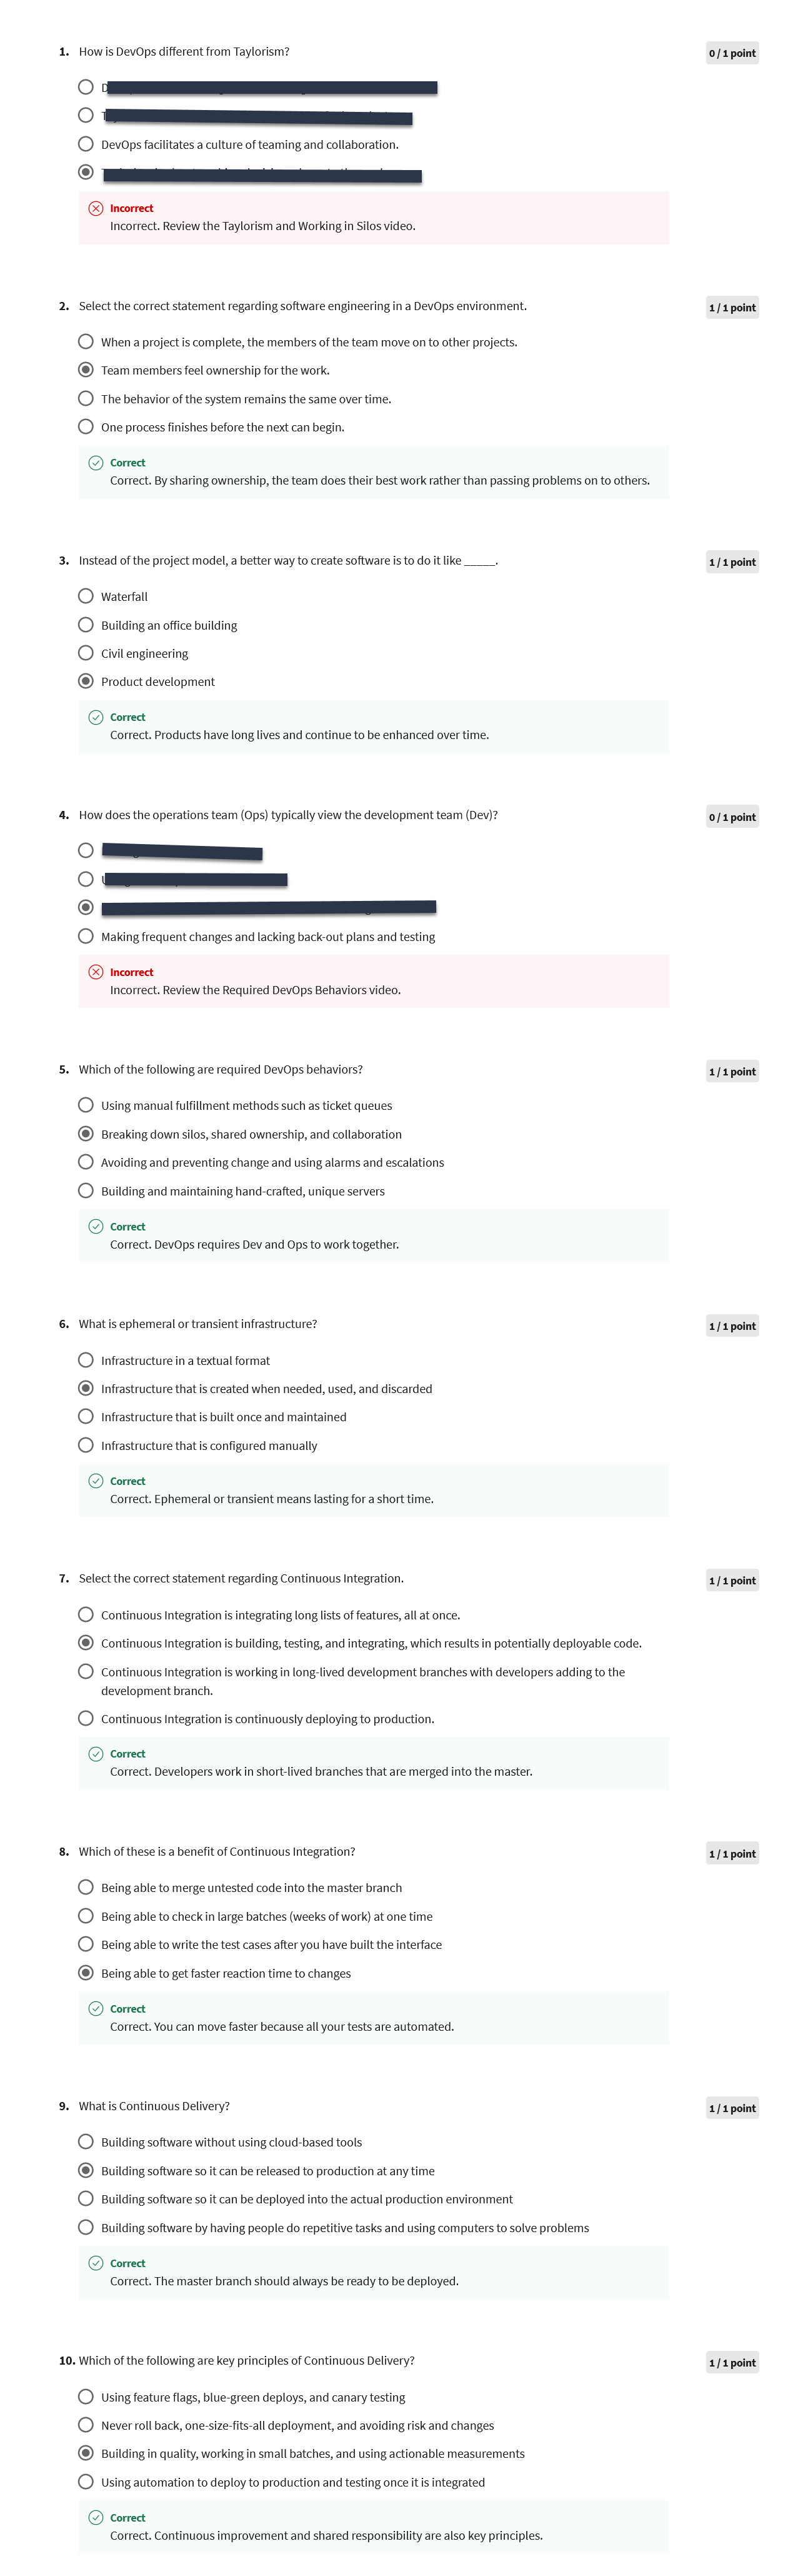 1. How is DevOps different from Taylorism?
0 / 1 point
DevOps facilitates a culture of teaming and collaboration.
Incorrect
Incorrect. Review the Taylorism and Working in Silos video.
2. Select the correct statement regarding software engineering in a DevOps environment.
1 / 1 point
When a project is complete, the members of the team move on to other projects.
Team members feel ownership for the work.
The behavior of the system remains the same over time.
One process finishes before the next can begin.
Correct
Correct. By sharing ownership, the team does their best work rather than passing problems on to others.
3. Instead of the project model, a better way to create software is to do it like _____.
1 / 1 point
Waterfall
Building an office building
Civil engineering
Product development
Correct
Correct. Products have long lives and continue to be enhanced over time.
4. How does the operations team (Ops) typically view the development team (Dev)?
0 / 1 point
Making frequent changes and lacking back-out plans and testing
Incorrect
Incorrect. Review the Required DevOps Behaviors video.
5. Which of the following are required DevOps behaviors?
1 / 1 point
Using manual fulfillment methods such as ticket queues
Breaking down silos, shared ownership, and collaboration
Avoiding and preventing change and using alarms and escalations
Building and maintaining hand-crafted, unique servers
Correct
Correct. DevOps requires Dev and Ops to work together.
6. What is ephemeral or transient infrastructure?
1 / 1 point
Infrastructure in a textual format
Infrastructure that is created when needed, used, and discarded
Infrastructure that is built once and maintained
Infrastructure that is configured manually
Correct
Correct. Ephemeral or transient means lasting for a short time.
7. Select the correct statement regarding Continuous Integration.
1 / 1 point
Continuous Integration is integrating long lists of features, all at once.
Continuous Integration is building, testing, and integrating, which results in potentially deployable code.
Continuous Integration is working in long-lived development branches with developers adding to the
development branch.
Continuous Integration is continuously deploying to production.
Correct
Correct. Developers work in short-lived branches that are merged into the master.
8. Which of these is a benefit of Continuous Integration?
1 / 1 point
Being able to merge untested code into the master branch
Being able to check in large batches (weeks of work) at one time
Being able to write the test cases after you have built the interface
Being able to get faster reaction time to changes
Correct
Correct. You can move faster because all your tests are automated.
9. What is Continuous Delivery?
1 / 1 point
Building software without using cloud-based tools
Building software so it can be released to production at any time
Building software so it can be deployed into the actual production environment
Building software by having people do repetitive tasks and using computers to solve problems
Correct
Correct. The master branch should always be ready to be deployed.
10. Which of the following are key principles of Continuous Delivery?
1 / 1 point
Using feature flags, blue-green deploys, and canary testing
Never roll back, one-size-fits-all deployment, and avoiding risk and changes
Building in quality, working in small batches, and using actionable measurements
Using automation to deploy to production and testing once it is integrated
Correct
Correct. Continuous improvement and shared responsibility are also key principles.